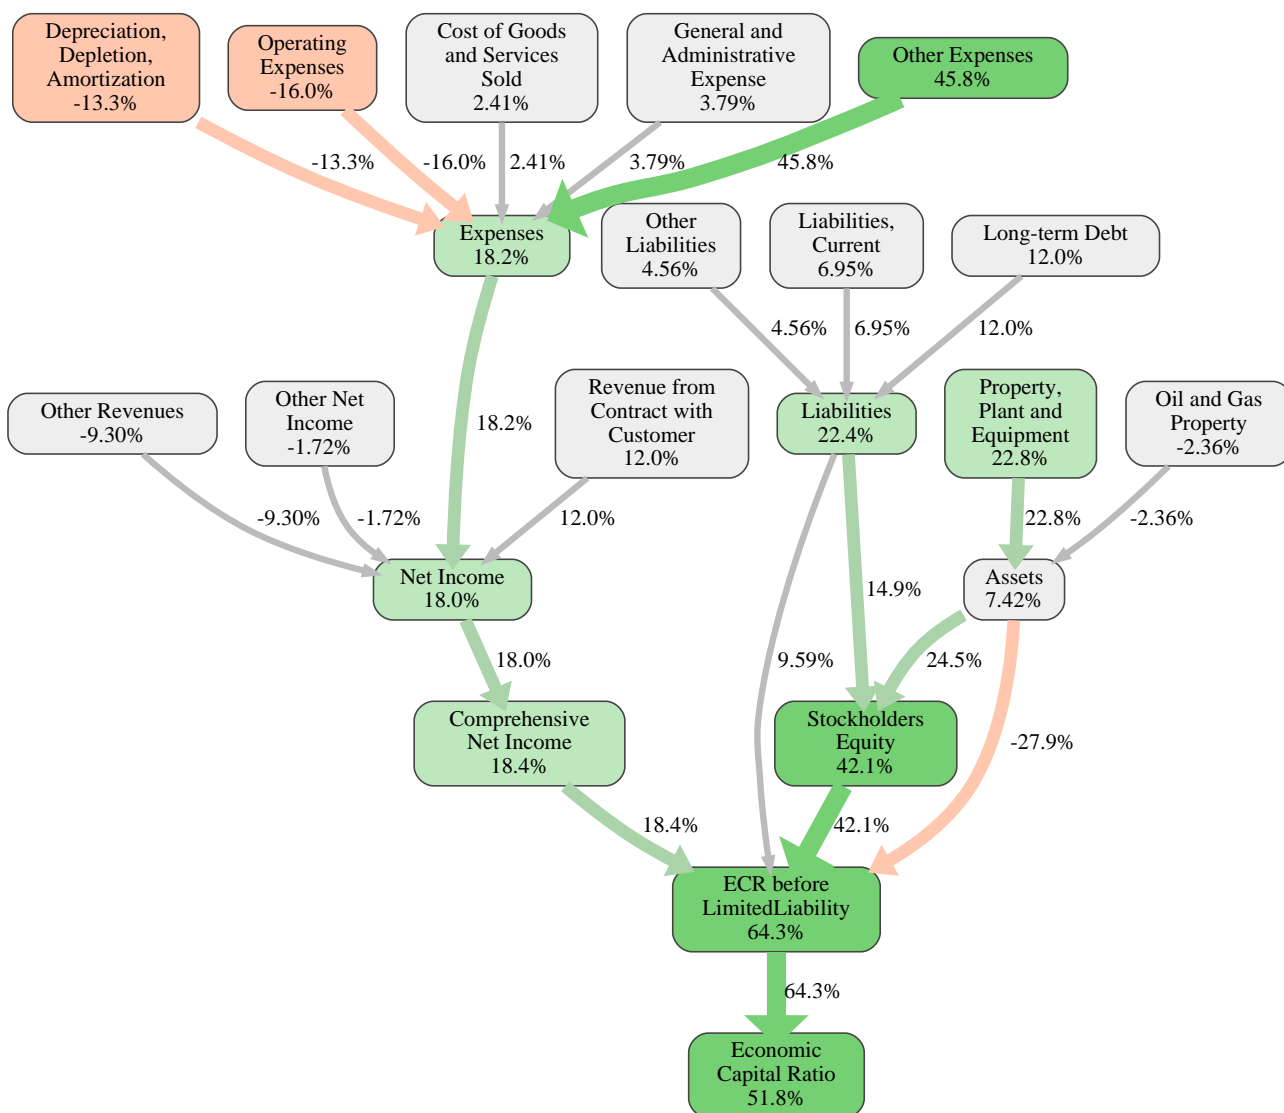 Depreciation,
Depletion,
Amortization
-13.3%
Operating
Expenses
-16.0%
Cost of Goods
and Services
Sold
2.41%
General and
Administrative
Expense
3.79%
Other Expenses
45.8%
-13.3%
-16.0%
2.41%
3.79%
45.8%
Expenses
18.2%
Other
Liabilities
4.56%
Liabilities,
Current
6.95%
Long-term Debt
12.0%
4.56%
6.95%
12.0%
Other Revenues
-9.30%
Other Net
Income
-1.72%
18.2%
Revenue from
Contract with
Customer
12.0%
Liabilities
22.4%
Property,
Plant and
Equipment
22.8%
Oil and Gas
Property
-2.36%
-9.30%
-1.72%
12.0%
22.8%
-2.36%
Net Income
18.0%
14.9%
Assets
7.42%
18.0%
9.59%
24.5%
Comprehensive
Net Income
18.4%
Stockholders
Equity
42.1%
-27.9%
18.4%
42.1%
ECR before
LimitedLiability
64.3%
64.3%
Economic
Capital Ratio
51.8%